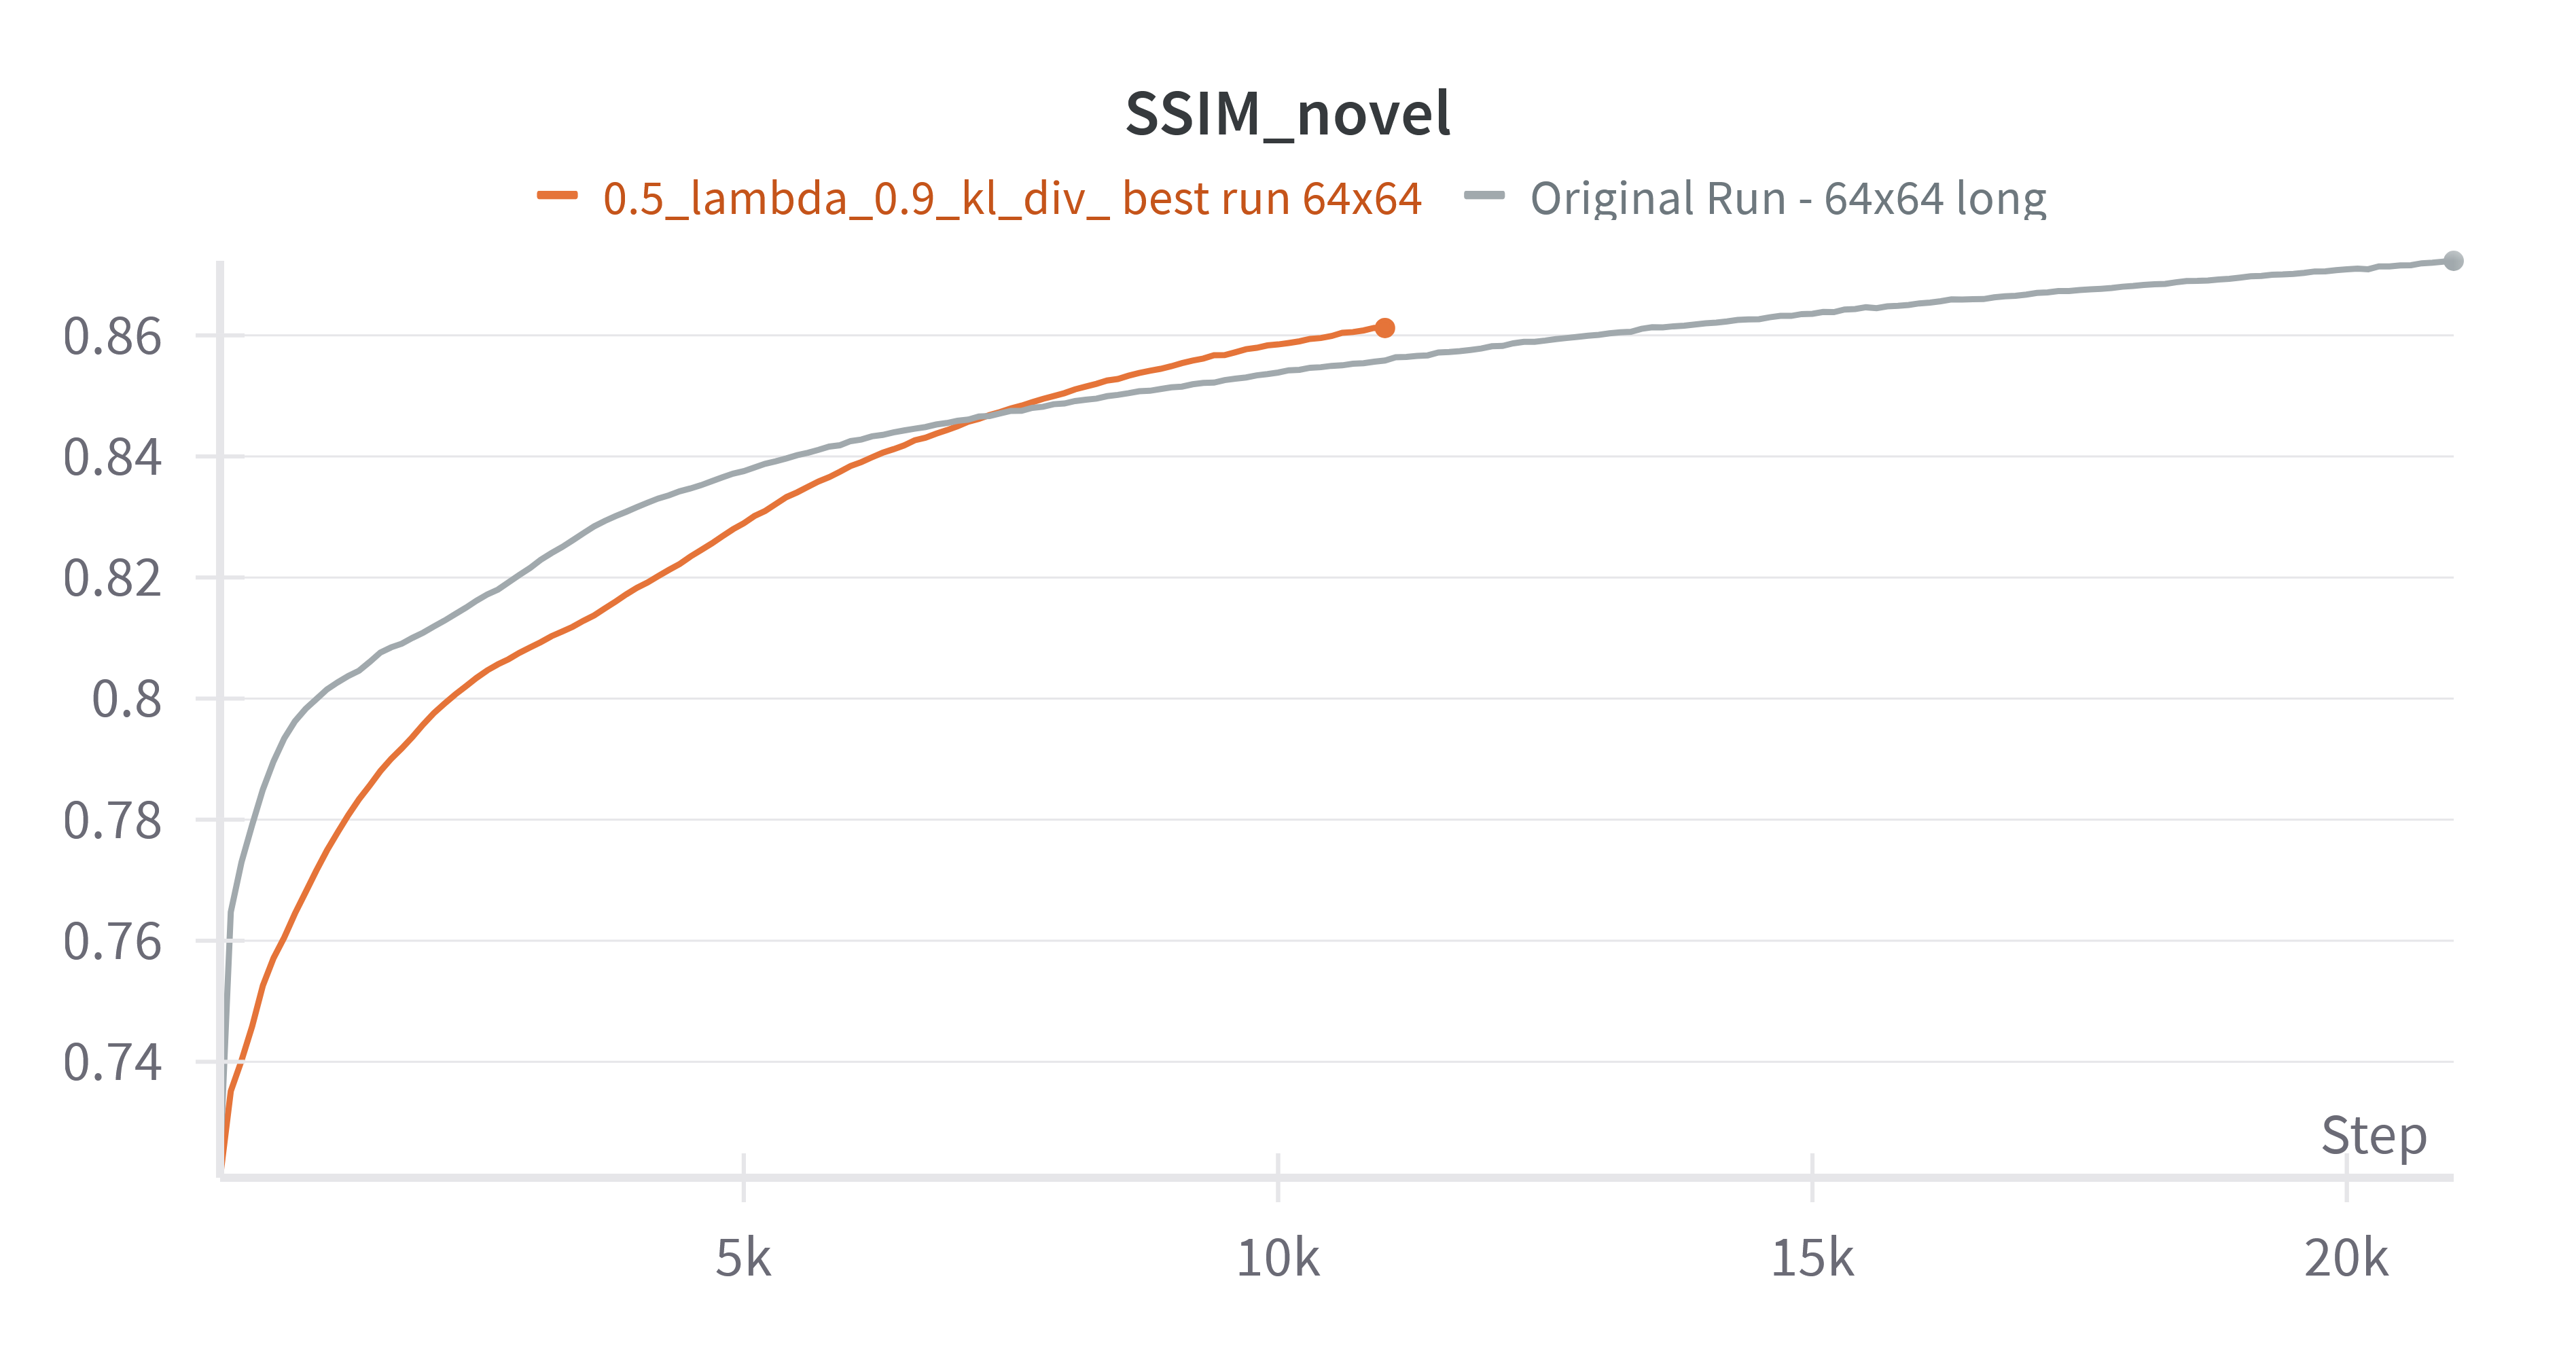 SSIM_novel
0.5_lambda_0.9_kl_div_ best run 64x64 Original Run - 64x64 long
0.86
0.84
0.82
0.8
0.78
0.76
0.74
Step
5k 10k 15k 20k